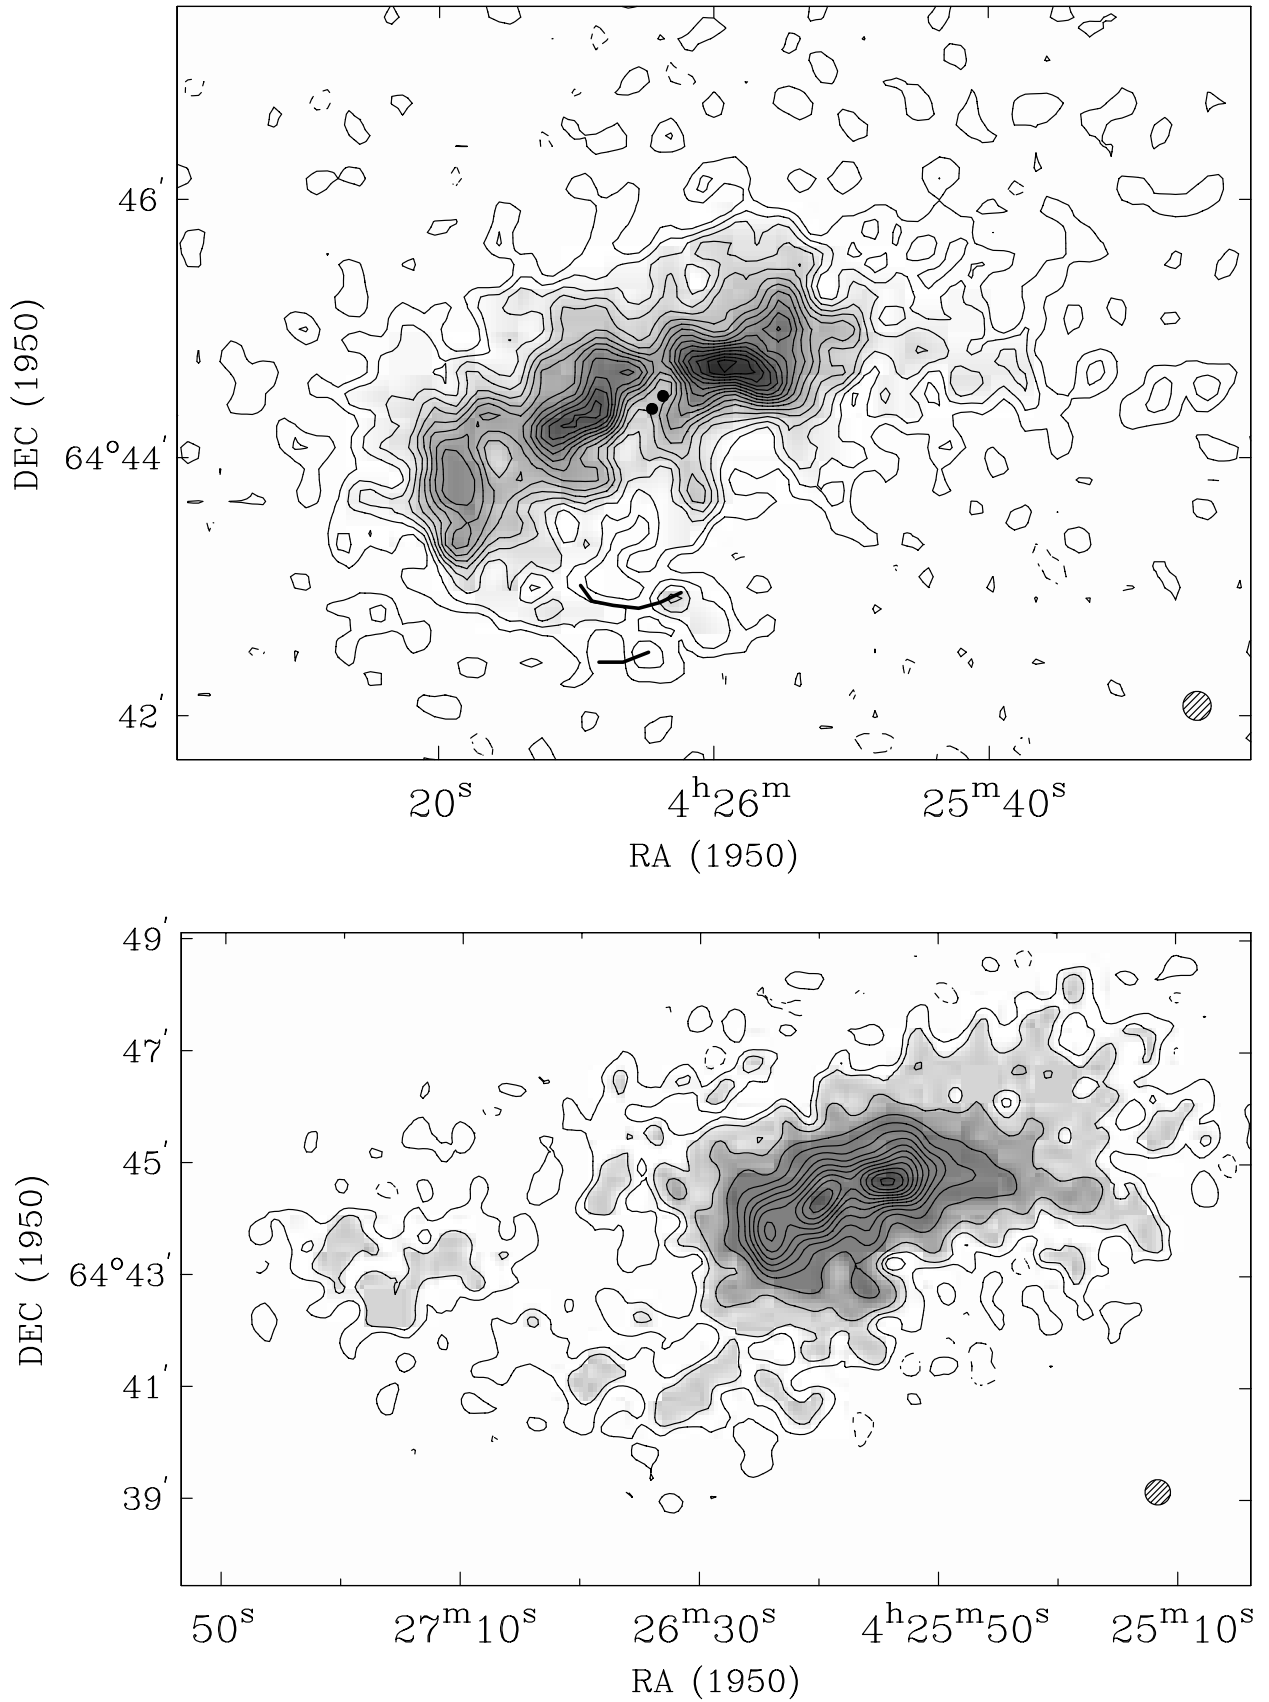 46′
DEC (1950)
64°44′
42′
20ˢ 4ʰ26ᵐ 25ᵐ40ˢ
RA (1950)
49′
47′
45′
DEC (1950)
64°43′
41′
39′
50ˢ 27ᵐ10ˢ 26ᵐ30ˢ 4ʰ25ᵐ50ˢ 25ᵐ10ˢ
RA (1950)